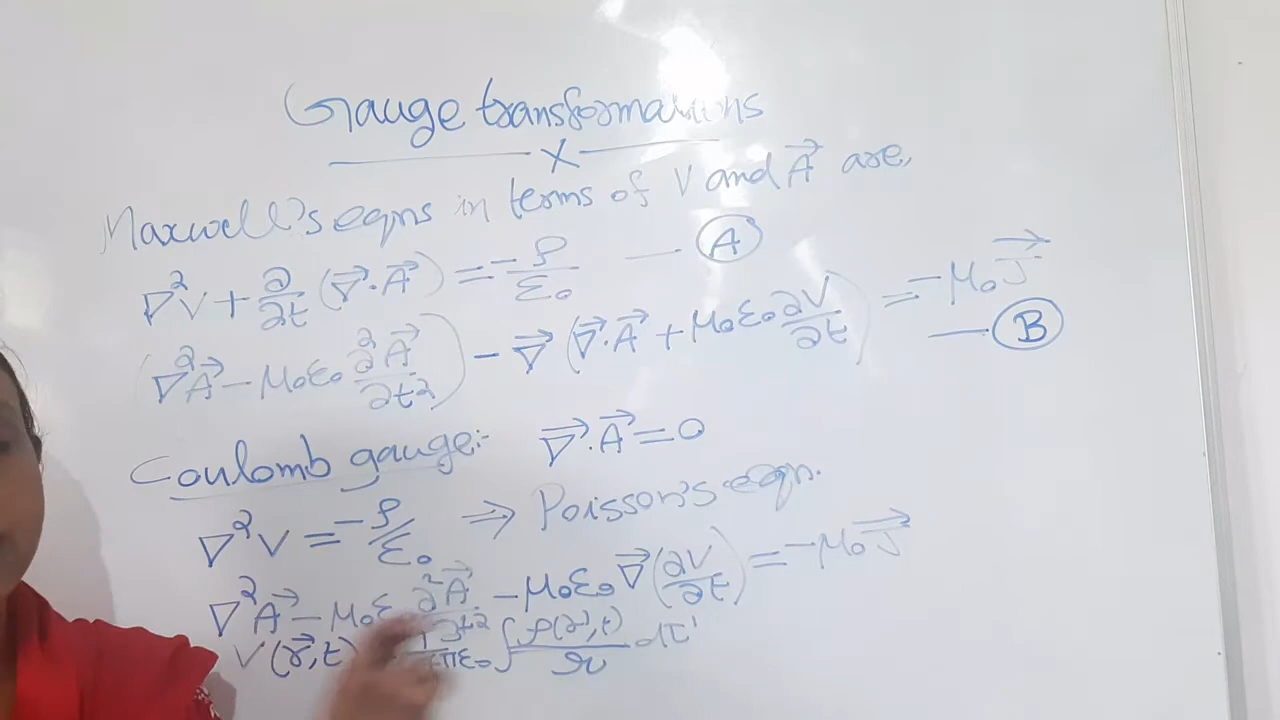 Gauge transformations
X
Maxwell's eqns in terms of V and A⃗ are,
∇²V + ∂/∂t (∇⃗·A⃗) = -ρ/ε₀ — Ⓐ
(∇²A⃗ - μ₀ε₀ ∂²A⃗/∂t²) - ∇⃗ (∇⃗·A⃗ + μ₀ε₀ ∂V/∂t) = -μ₀J⃗ — Ⓑ
Coulomb gauge:- ∇⃗·A⃗ = 0
∇²V = -ρ/ε₀ ⇒ Poisson's eqn.
∇²A⃗ - μ₀ε ∂²A⃗/∂t² - μ₀ε₀ ∇⃗(∂V/∂t) = -μ₀J⃗
V(r⃗,t) 1/4πε₀ ∫ ρ(r',t)/r dτ'